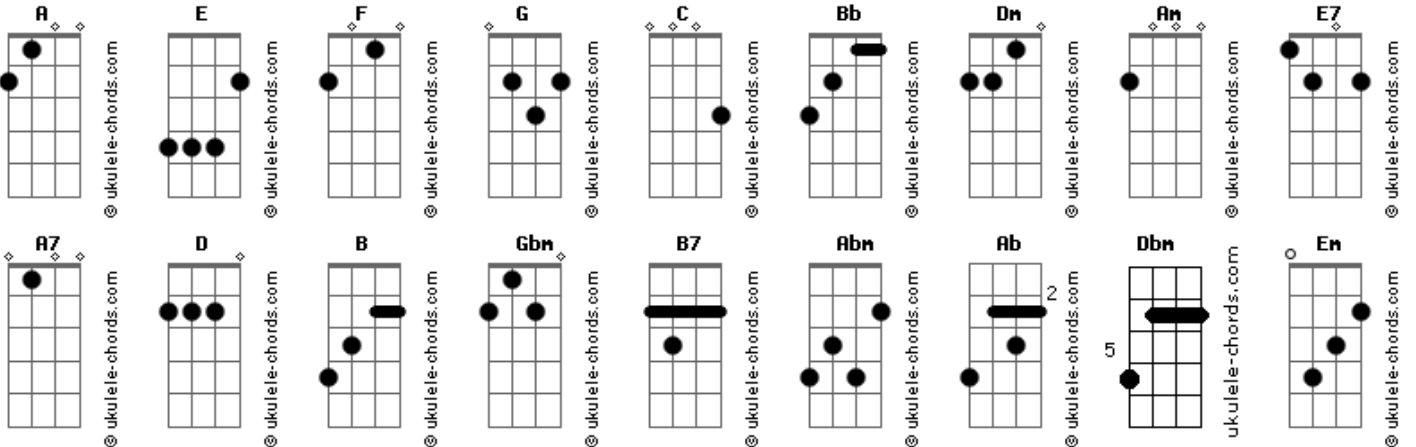 A E F G C Bb Dm Am E7
© ukulele-chords.com © ukulele-chords.com © ukulele-chords.com © ukulele-chords.com © ukulele-chords.com © ukulele-chords.com © ukulele-chords.com © ukulele-chords.com © ukulele-chords.com
A7 D B Gbm B7 Abm Ab Dbm Em
© ukulele-chords.com © ukulele-chords.com © ukulele-chords.com © ukulele-chords.com © ukulele-chords.com © ukulele-chords.com 2 © ukulele-chords.com 5 ukulele-chords.com © ukulele-chords.com